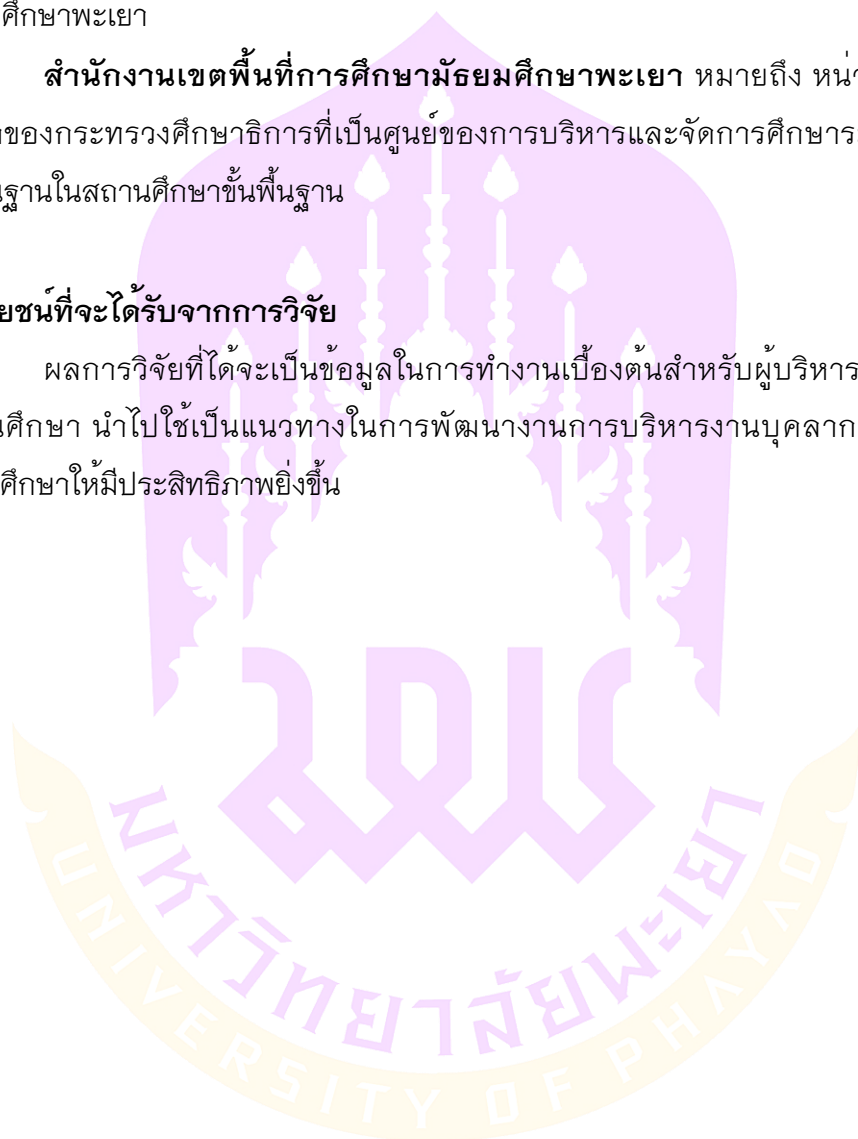 ศึกษาพะเยา
สำนักงานเขตพื้นที่การศึกษามัธยมศึกษาพะเยา หมายถึง หน่ว
ของกระทรวงศึกษาธิการที่เป็นศูนย์ของการบริหารและจัดการศึกษาระ
นฐานในสถานศึกษาขั้นพื้นฐาน
ยชน์ที่จะได้รับจากการวิจัย
ผลการวิจัยที่ได้จะเป็นข้อมูลในการทำงานเบื้องต้นสำหรับผู้บริหาร
นศึกษา นำไปใช้เป็นแนวทางในการพัฒนางานการบริหารงานบุคลาก
ศึกษาให้มีประสิทธิภาพยิ่งขึ้น
มหาวิทยาลัยพะเยา
UNIVERSITY OF PHAYAO